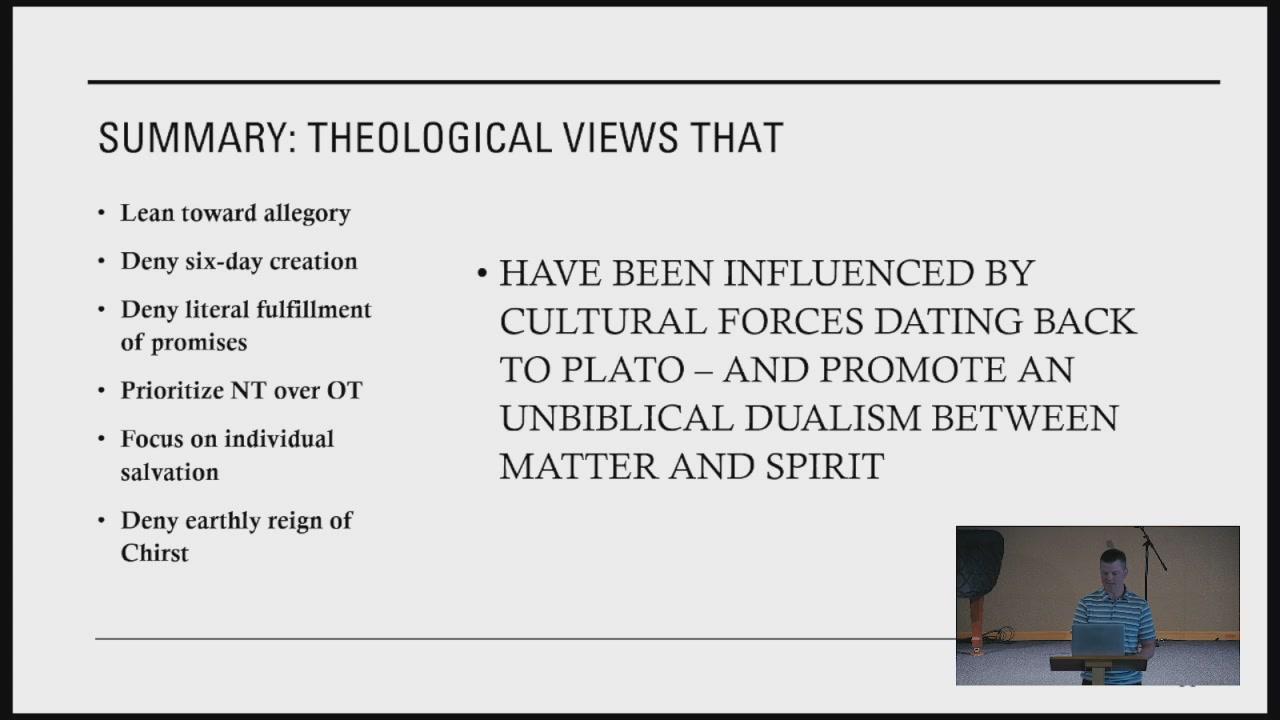 SUMMARY: THEOLOGICAL VIEWS THAT
• Lean toward allegory
• Deny six-day creation
• Deny literal fulfillment
of promises
• Prioritize NT over OT
• Focus on individual
salvation
• Deny earthly reign of
Chirst
• HAVE BEEN INFLUENCED BY
CULTURAL FORCES DATING BACK
TO PLATO – AND PROMOTE AN
UNBIBLICAL DUALISM BETWEEN
MATTER AND SPIRIT